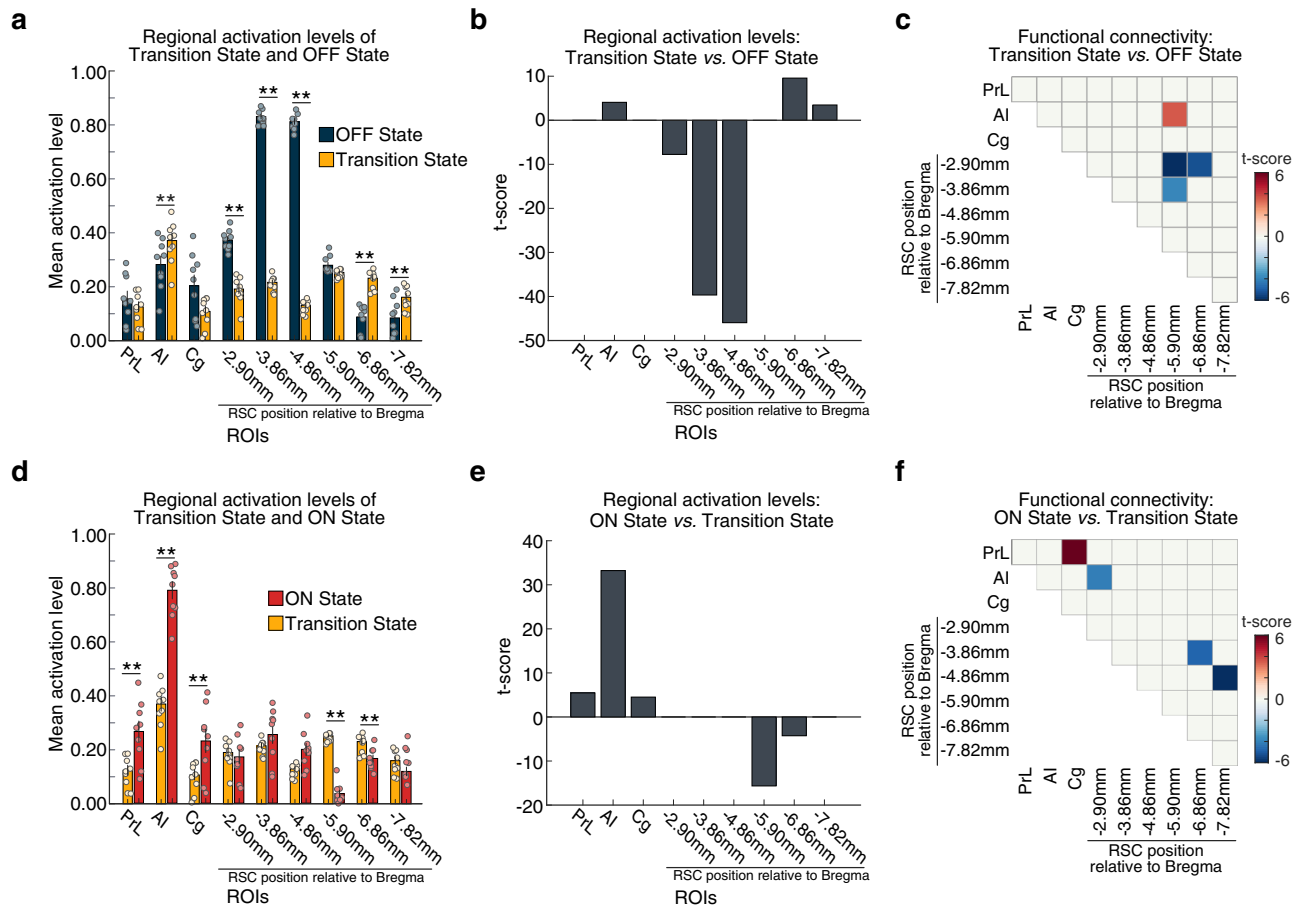 a
Regional activation levels of
Transition State and OFF State
Mean activation level
1.00
0.80
0.60
0.40
0.20
0.00
**
**
**
**
**
**
OFF State
Transition State
PrL
AI
Cg
-2.90mm
-3.86mm
-4.86mm
-5.90mm
-6.86mm
-7.82mm
RSC position relative to Bregma
ROIs
b
Regional activation levels:
Transition State vs. OFF State
t-score
10
0
-10
-20
-30
-40
-50
PrL
AI
Cg
-2.90mm
-3.86mm
-4.86mm
-5.90mm
-6.86mm
-7.82mm
RSC position relative to Bregma
ROIs
c
Functional connectivity:
Transition State vs. OFF State
PrL
AI
Cg
-2.90mm
-3.86mm
-4.86mm
-5.90mm
-6.86mm
-7.82mm
RSC position
relative to Bregma
t-score
6
0
-6
PrL
AI
Cg
-2.90mm
-3.86mm
-4.86mm
-5.90mm
-6.86mm
-7.82mm
RSC position
relative to Bregma
d
Regional activation levels of
Transition State and ON State
Mean activation level
1.00
0.80
0.60
0.40
0.20
0.00
**
**
**
**
**
ON State
Transition State
PrL
AI
Cg
-2.90mm
-3.86mm
-4.86mm
-5.90mm
-6.86mm
-7.82mm
RSC position relative to Bregma
ROIs
e
Regional activation levels:
ON State vs. Transition State
t-score
40
30
20
10
0
-10
-20
PrL
AI
Cg
-2.90mm
-3.86mm
-4.86mm
-5.90mm
-6.86mm
-7.82mm
RSC position relative to Bregma
ROIs
f
Functional connectivity:
ON State vs. Transition State
PrL
AI
Cg
-2.90mm
-3.86mm
-4.86mm
-5.90mm
-6.86mm
-7.82mm
RSC position
relative to Bregma
t-score
6
0
-6
PrL
AI
Cg
-2.90mm
-3.86mm
-4.86mm
-5.90mm
-6.86mm
-7.82mm
RSC position
relative to Bregma